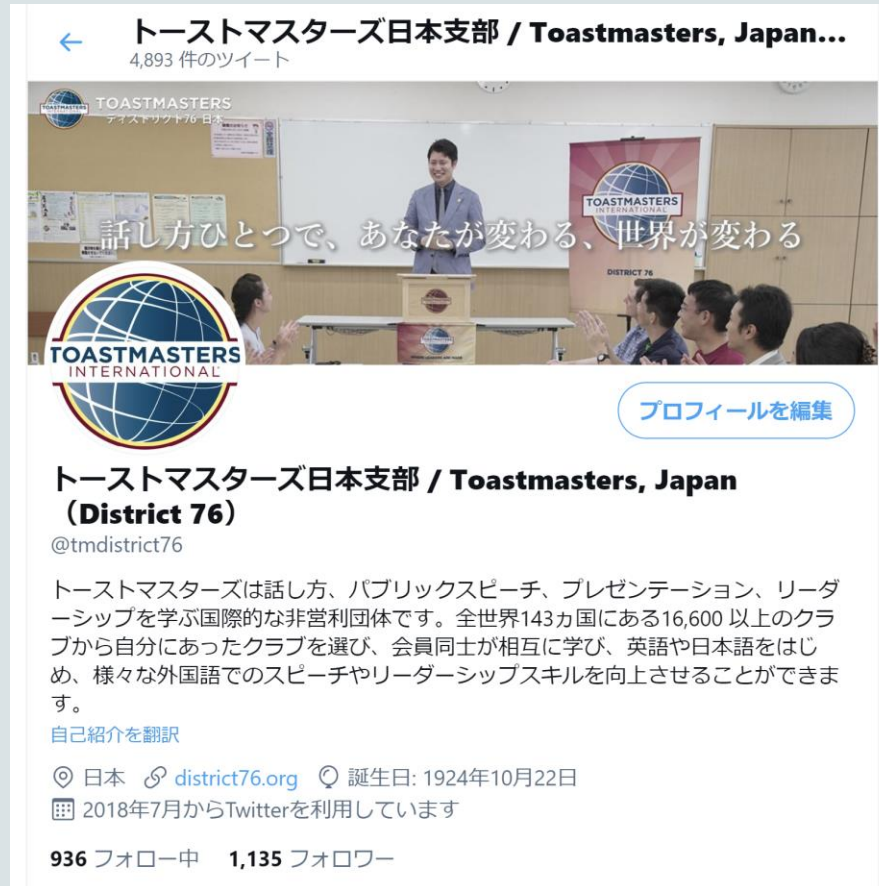 トーストマスターズ日本支部 / Toastmasters, Japan...
4,893 件のツイート
TOASTMASTERS
ディストリクト76 日本
TOASTMASTERS
INTERNATIONAL
話し方ひとつで、あなたが変わる、世界が変わる
DISTRICT 76
TOASTMASTERS
INTERNATIONAL
プロフィールを編集
トーストマスターズ日本支部 / Toastmasters, Japan
（District 76）
@tmdistrict76
トーストマスターズは話し方、パブリックスピーチ、プレゼンテーション、リーダ
ーシップを学ぶ国際的な非営利団体です。全世界143ヵ国にある16,600 以上のクラ
ブから自分にあったクラブを選び、会員同士が相互に学び、英語や日本語をはじ
め、様々な外国語でのスピーチやリーダーシップスキルを向上させることができま
す。
自己紹介を翻訳
日本 district76.org 誕生日: 1924年10月22日
2018年7月からTwitterを利用しています
936 フォロー中 1,135 フォロワー